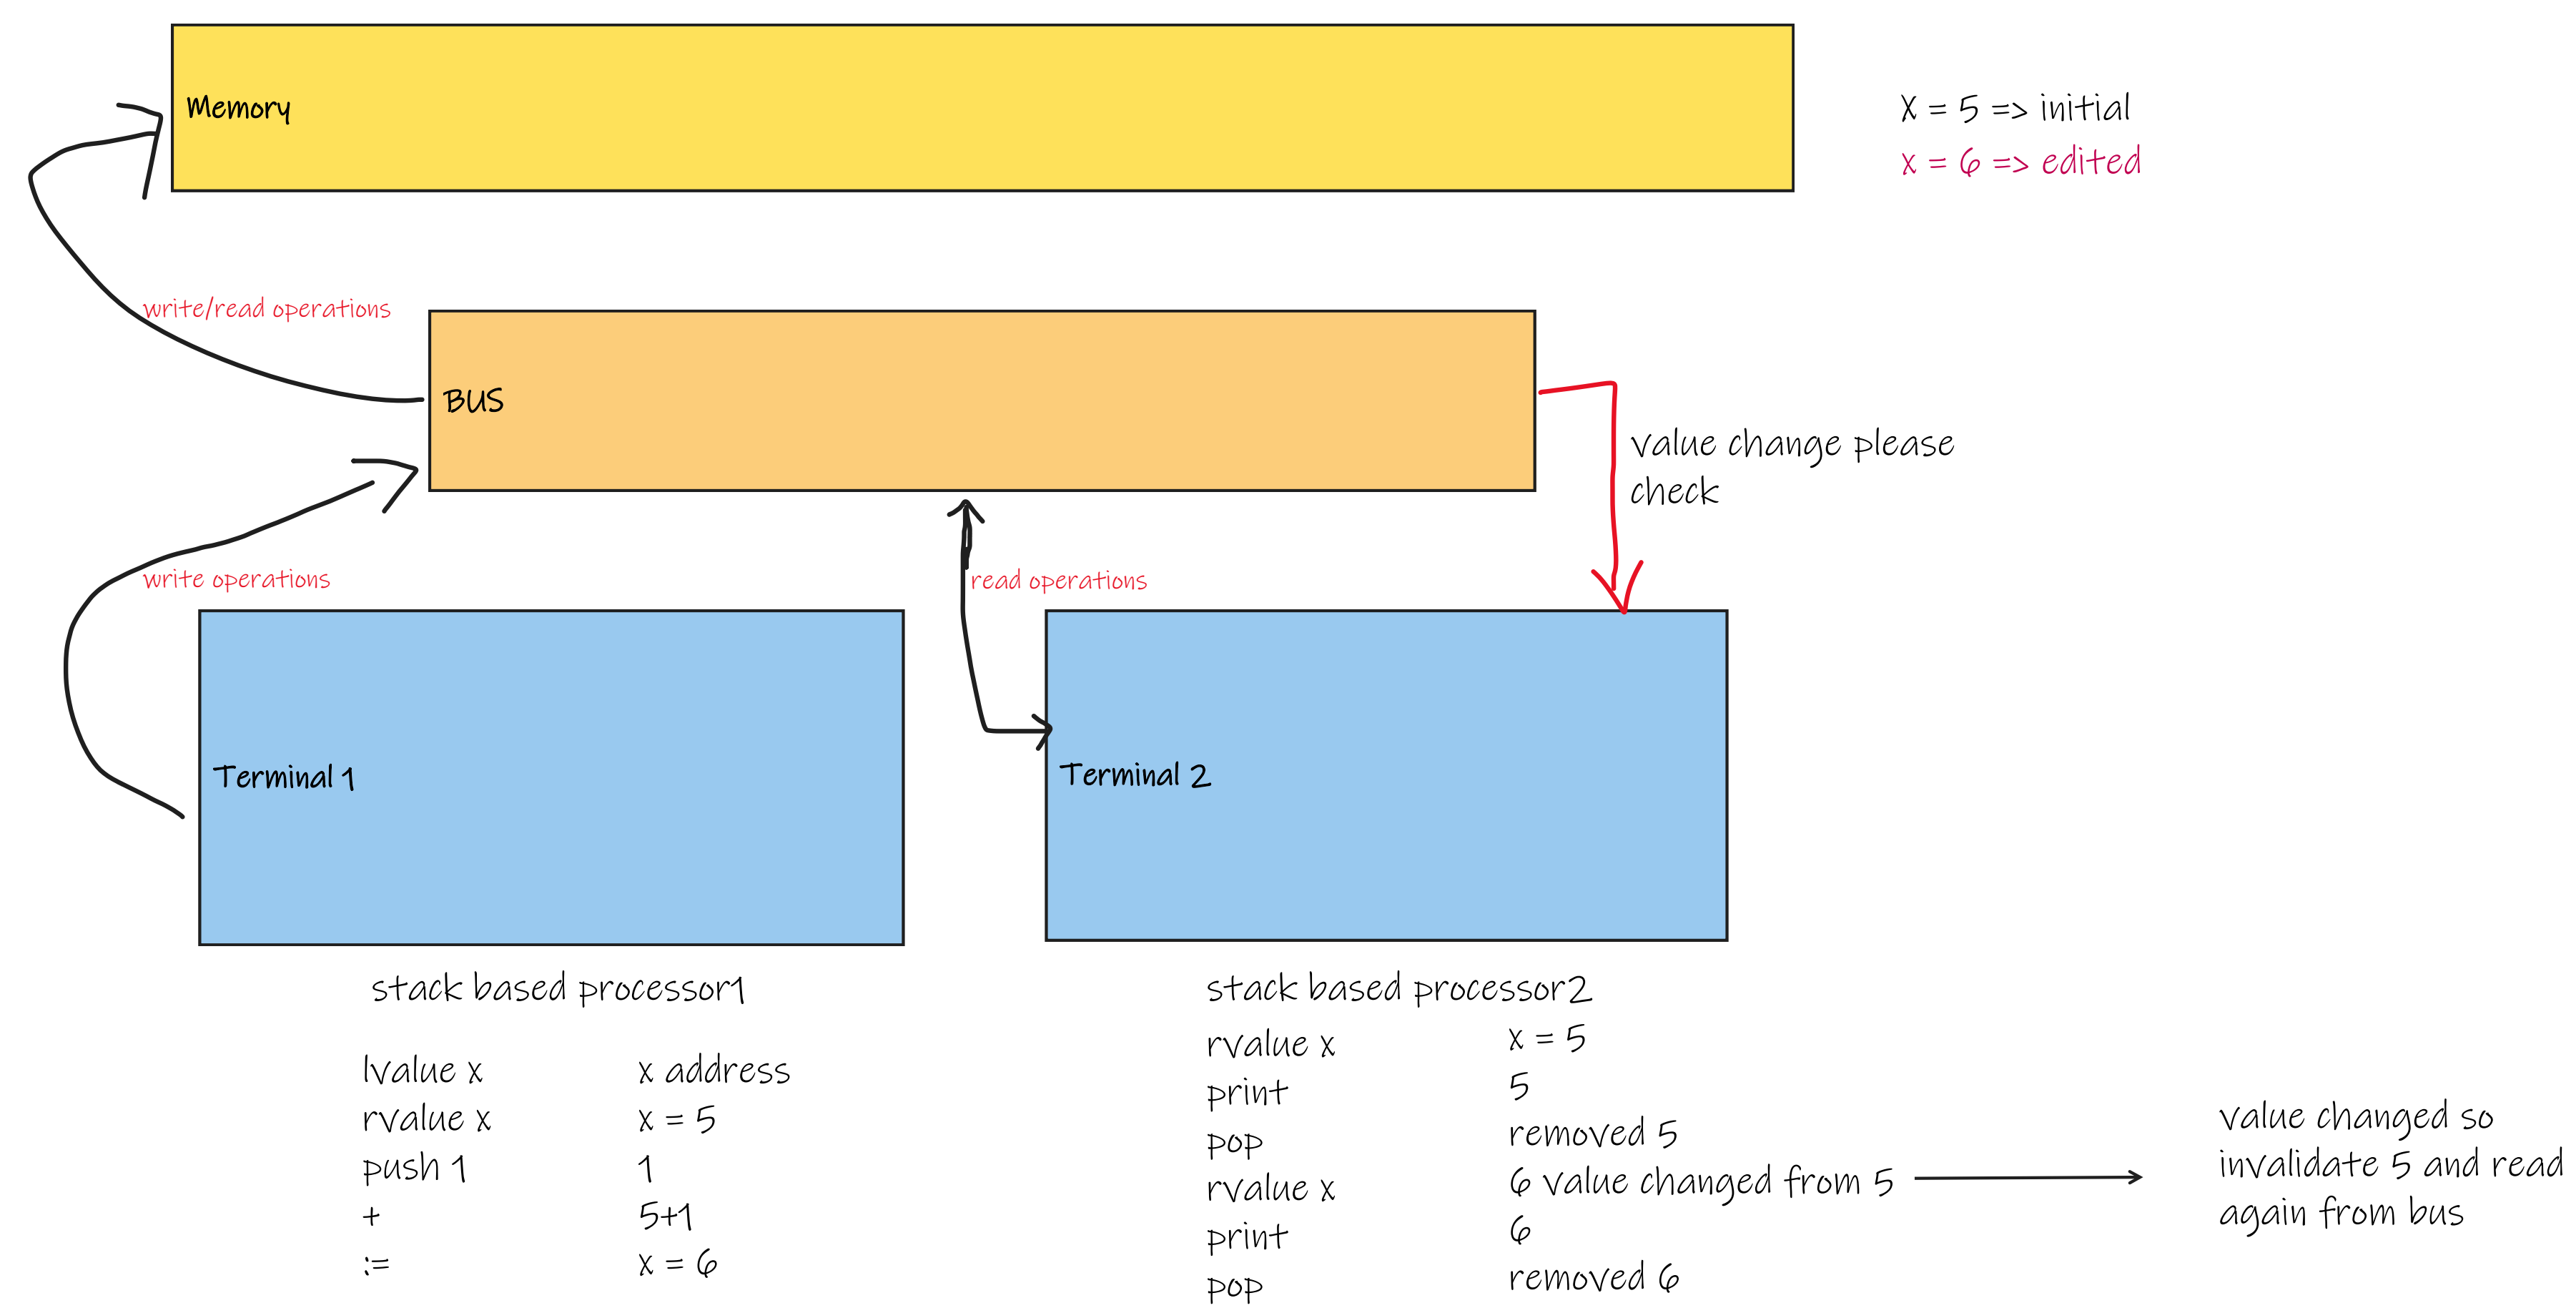 Memory
X = 5 => initial
x = 6 => edited
write/read operations
BUS
value change please
check
write operations
read operations
Terminal 1
Terminal 2
stack based processor1
lvalue x x address
rvalue x x = 5
push 1 1
+ 5+1
:= x = 6
stack based processor2
rvalue x x = 5
print 5
pop removed 5
rvalue x 6 value changed from 5
print 6
pop removed 6
value changed so
invalidate 5 and read
again from bus